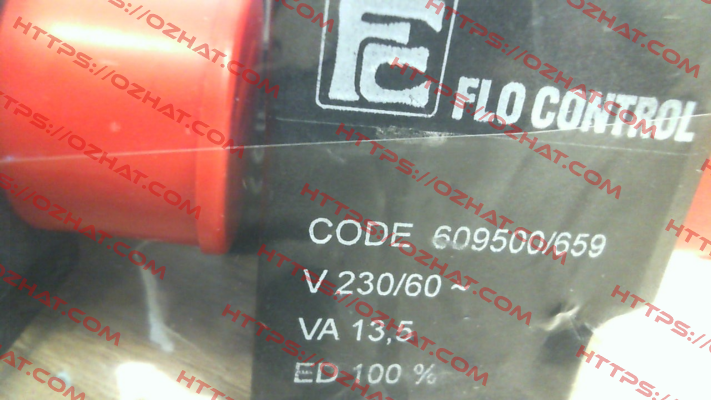 FC FLO CONTROL
CODE 609500/659
V 230/60 ~
VA 13,5
ED 100 %
HTTPS://OZHAT.COM